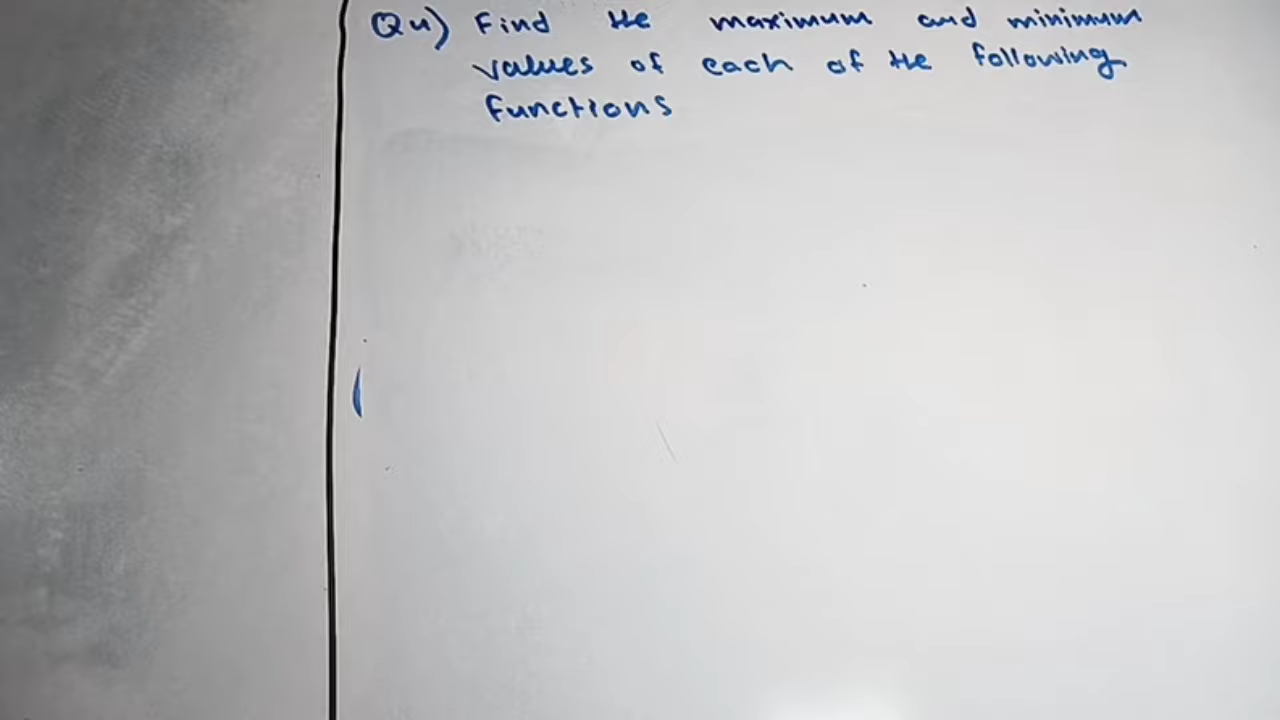 Q4) Find the maximum and minimum
values of each of the following
functions
(